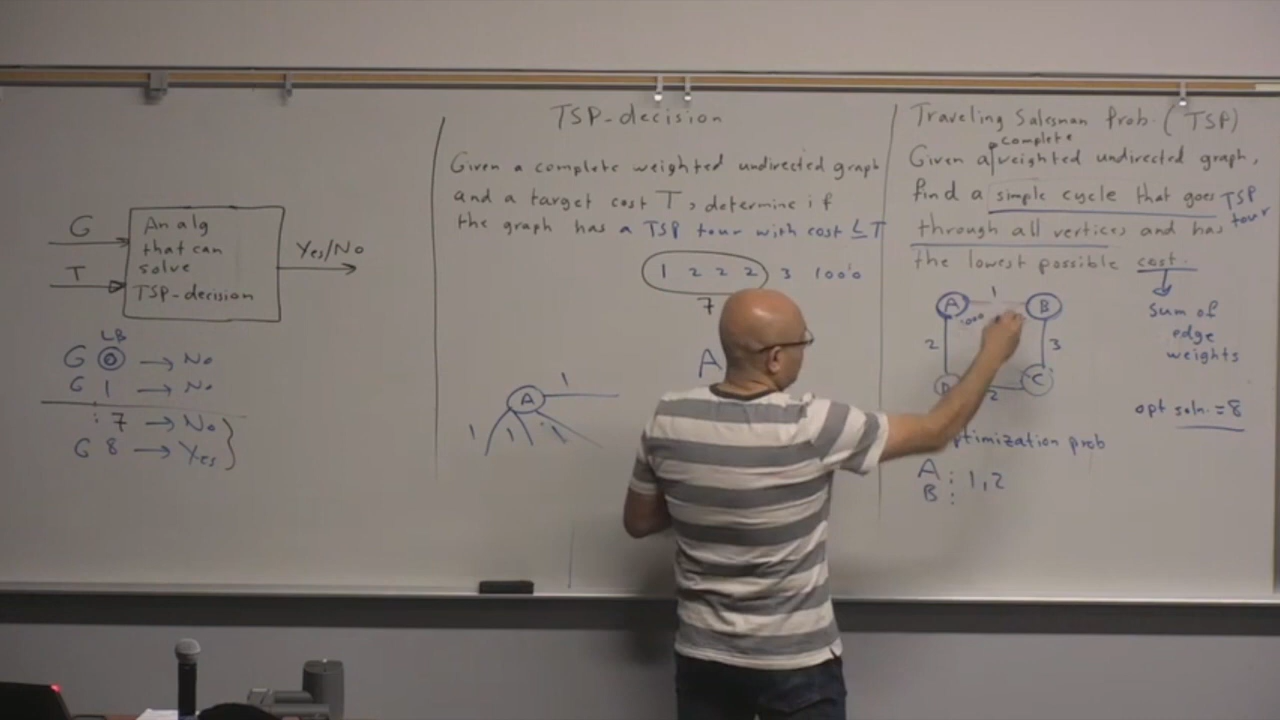 G
T
An alg
that can
solve
TSP-decision
Yes/No
LB
G 0 → No
G 1 → No
: 7 → No
G 8 → Yes
TSP-decision
Given a complete weighted undirected graph
and a target cost T, determine if
the graph has a TSP tour with cost ≤ T
1 2 2 2 3 1000
7
A
A
1
1
1
1
Traveling Salesman Prob. (TSP)
complete
Given a weighted undirected graph,
find a simple cycle that goes TSP
tour
through all vertices and has
the lowest possible cost.
sum of
edge
weights
A
1
B
1000
2
3
C
2
opt soln. = 8
optimization prob
A : 1, 2
B :